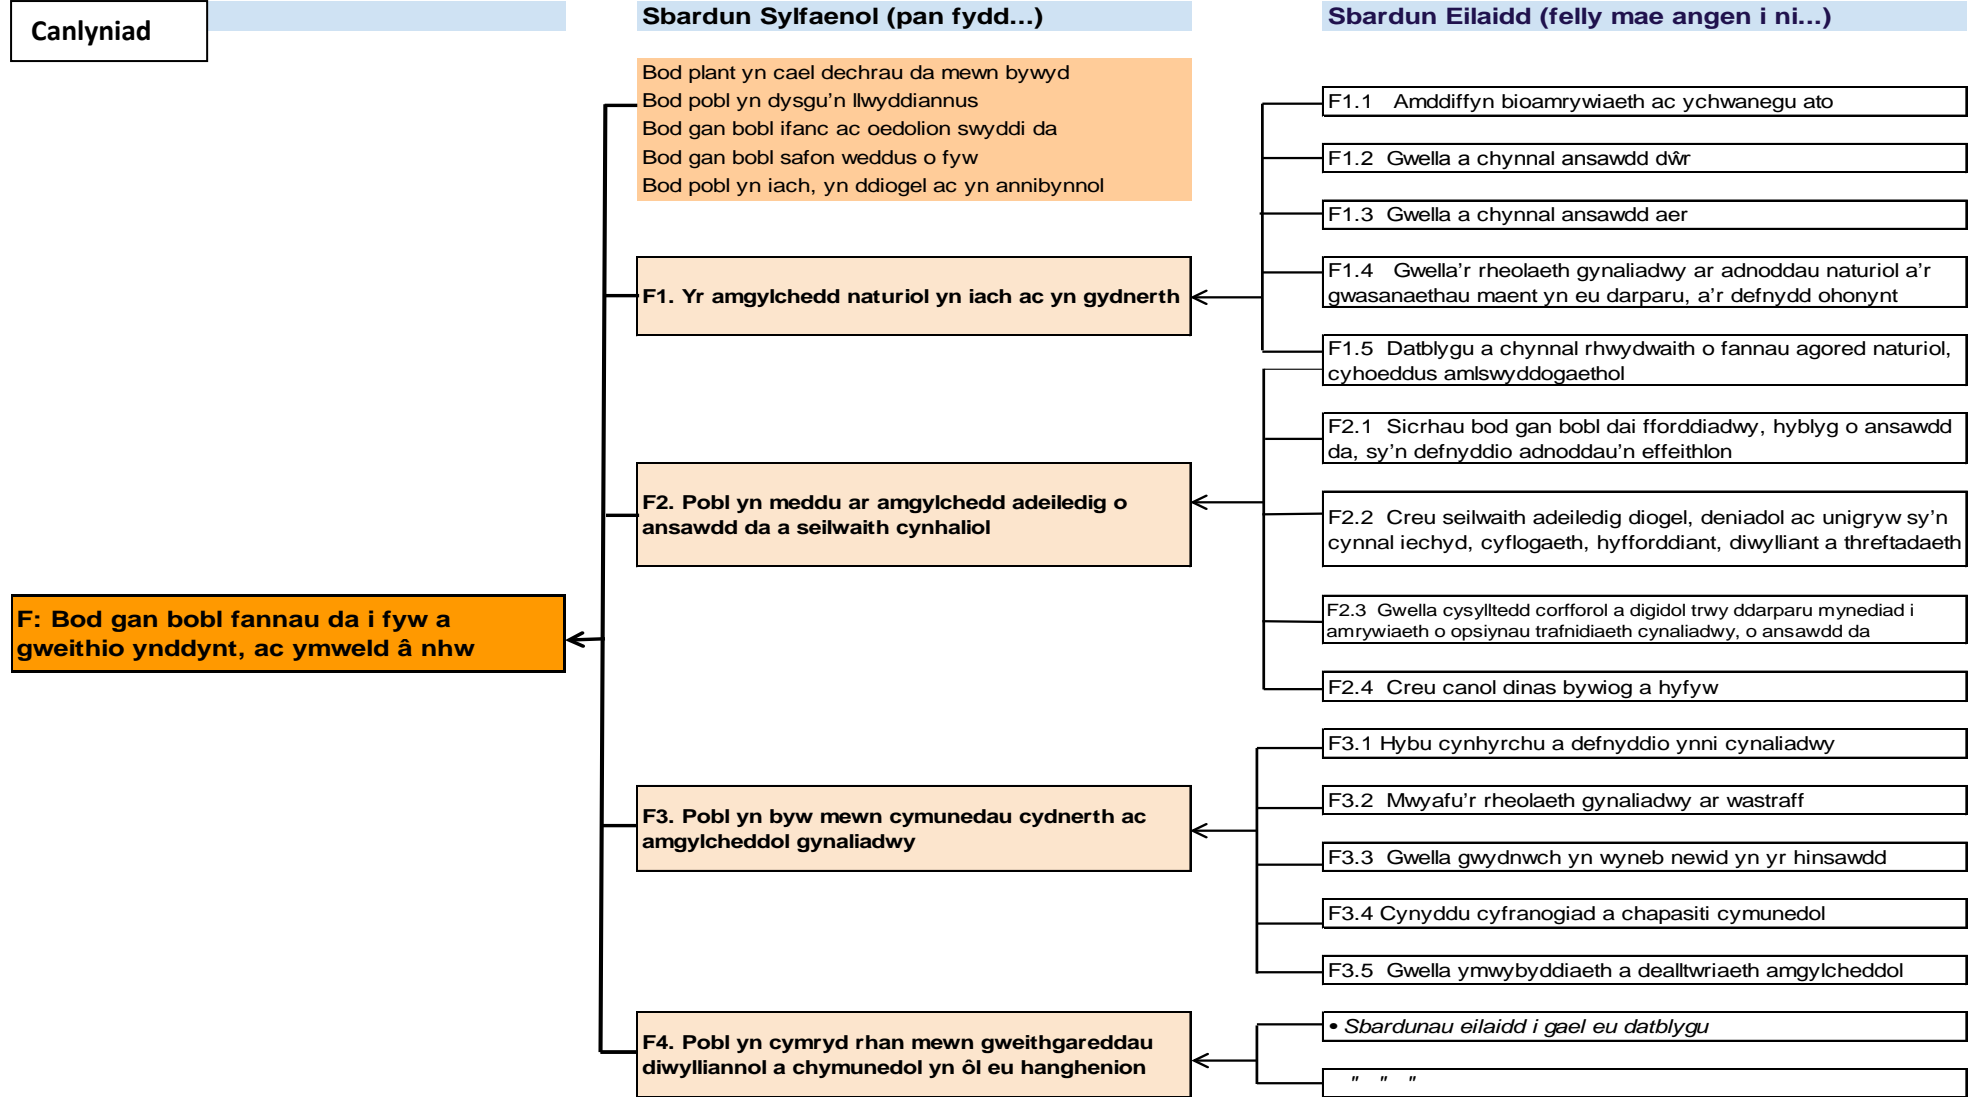 Canlyniad
Sbardun Sylfaenol (pan fydd...)
Sbardun Eilaidd (felly mae angen i ni...)
Bod plant yn cael dechrau da mewn bywyd
Bod pobl yn dysgu'n llwyddiannus
Bod gan bobl ifanc ac oedolion swyddi da
Bod gan bobl safon weddus o fyw
Bod pobl yn iach, yn ddiogel ac yn annibynnol
F1. Yr amgylchedd naturiol yn iach ac yn gydnerth
F2. Pobl yn meddu ar amgylchedd adeiledig o
ansawdd da a seilwaith cynhaliol
F: Bod gan bobl fannau da i fyw a
gweithio ynddynt, ac ymweld â nhw
F3. Pobl yn byw mewn cymunedau cydnerth ac
amgylcheddol gynaliadwy
F4. Pobl yn cymryd rhan mewn gweithgareddau
diwylliannol a chymunedol yn ôl eu hanghenion
F1.1 Amddiffyn bioamrywiaeth ac ychwanegu ato
F1.2 Gwella a chynnal ansawdd dŵr
F1.3 Gwella a chynnal ansawdd aer
F1.4 Gwella'r rheolaeth gynaliadwy ar adnoddau naturiol a'r
gwasanaethau maent yn eu darparu, a'r defnydd ohonynt
F1.5 Datblygu a chynnal rhwydwaith o fannau agored naturiol,
cyhoeddus amlswyddogaethol
F2.1 Sicrhau bod gan bobl dai fforddiadwy, hyblyg o ansawdd
da, sy'n defnyddio adnoddau'n effeithlon
F2.2 Creu seilwaith adeiledig diogel, deniadol ac unigryw sy'n
cynnal iechyd, cyflogaeth, hyfforddiant, diwylliant a threftadaeth
F2.3 Gwella cysylltedd corfforol a digidol trwy ddarparu mynediad i
amrywiaeth o opsiynau trafnidiaeth cynaliadwy, o ansawdd da
F2.4 Creu canol dinas bywiog a hyfyw
F3.1 Hybu cynhyrchu a defnyddio ynni cynaliadwy
F3.2 Mwyafu'r rheolaeth gynaliadwy ar wastraff
F3.3 Gwella gwydnwch yn wyneb newid yn yr hinsawdd
F3.4 Cynyddu cyfranogiad a chapasiti cymunedol
F3.5 Gwella ymwybyddiaeth a dealltwriaeth amgylcheddol
• Sbardunau eilaidd i gael eu datblygu
" " "